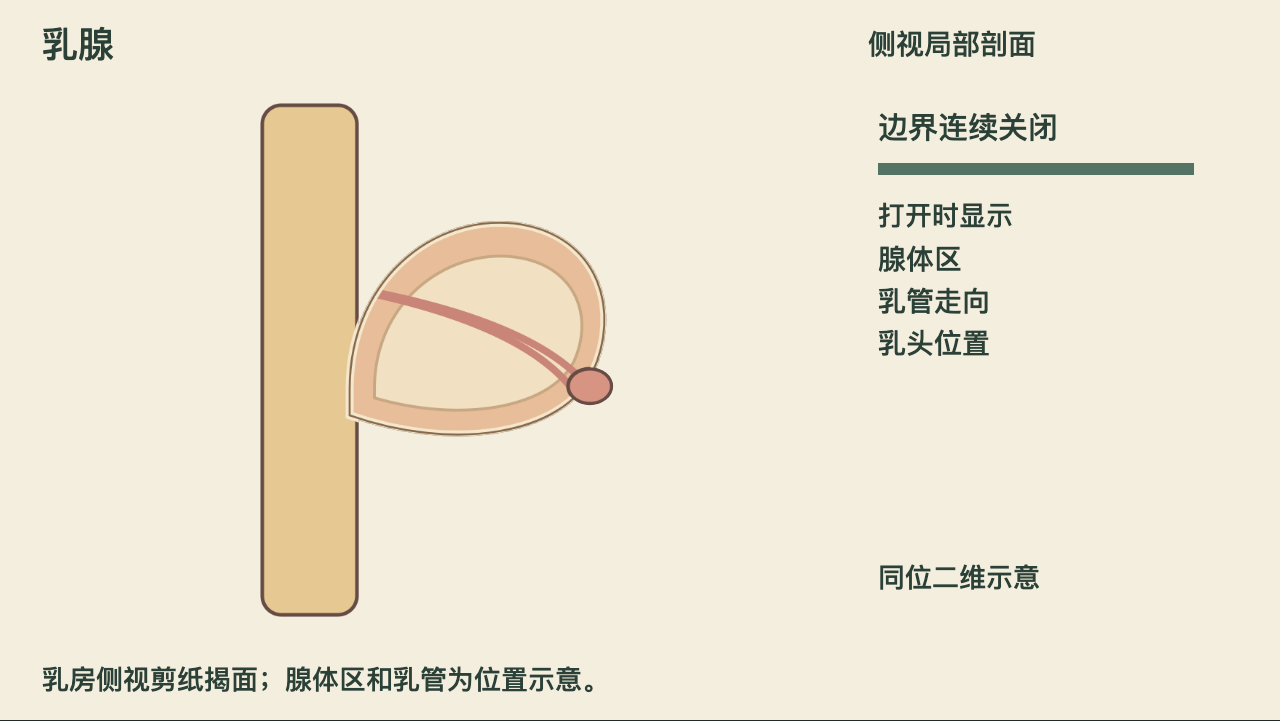 乳腺
侧视局部剖面
边界连续关闭
打开时显示
腺体区
乳管走向
乳头位置
同位二维示意
乳房侧视剪纸揭面；腺体区和乳管为位置示意。